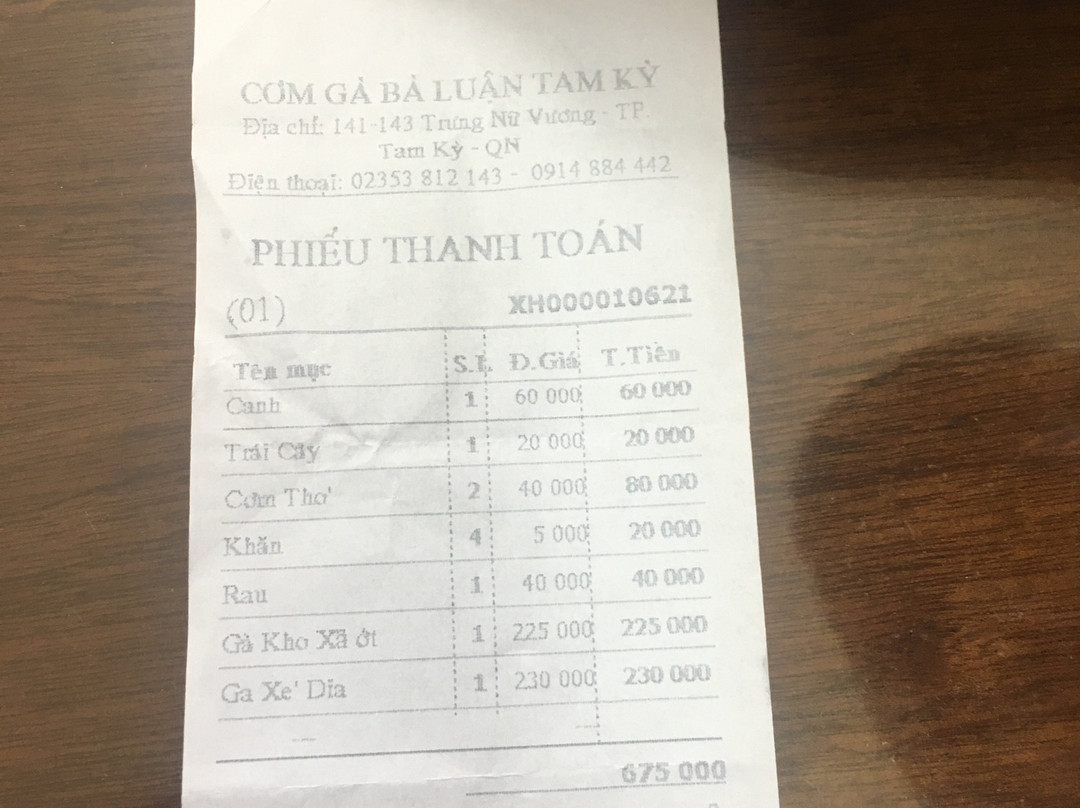 CƠM GÀ BÀ LUẬN TAM KỲ
Địa chỉ: 141-143 Trưng Nữ Vương - TP.
Tam Kỳ - QN
Điện thoại: 02353 812 143 - 0914 884 442
PHIẾU THANH TOÁN
(01) XH000010621
Tên mục S.L Đ.Giá T.Tiền
Canh 1 60 000 60 000
Trái Cây 1 20 000 20 000
Cơm Thơ' 2 40 000 80 000
Khăn 4 5 000 20 000
Rau 1 40 000 40 000
Gà Kho Xã ớt 1 225 000 225 000
Ga Xe' Dia 1 230 000 230 000
675 000